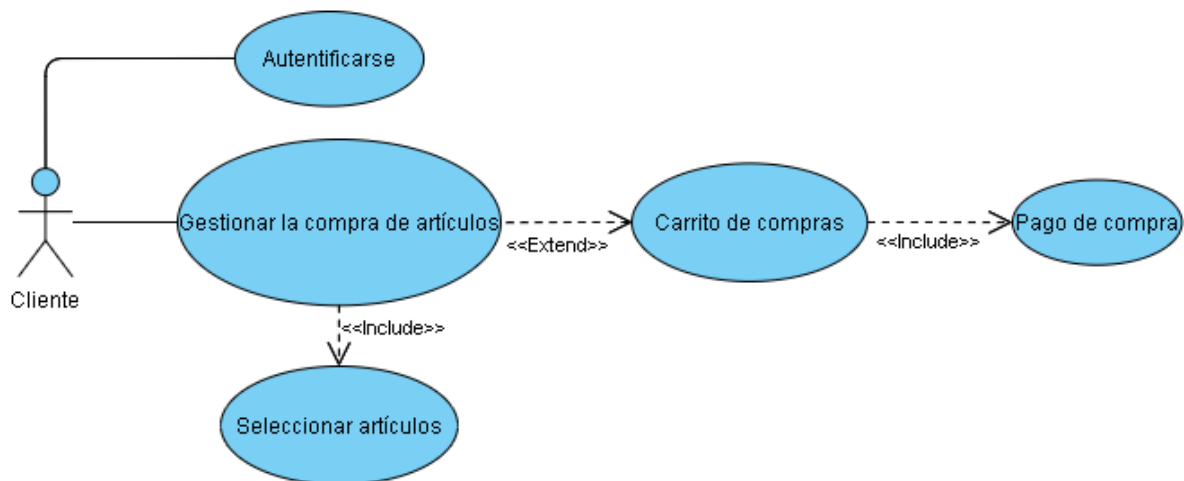 Autentificarse
Gestionar la compra de artículos
<<Extend>>
Carrito de compras
<<Include>>
Pago de compra
Cliente
<<Include>>
Seleccionar artículos